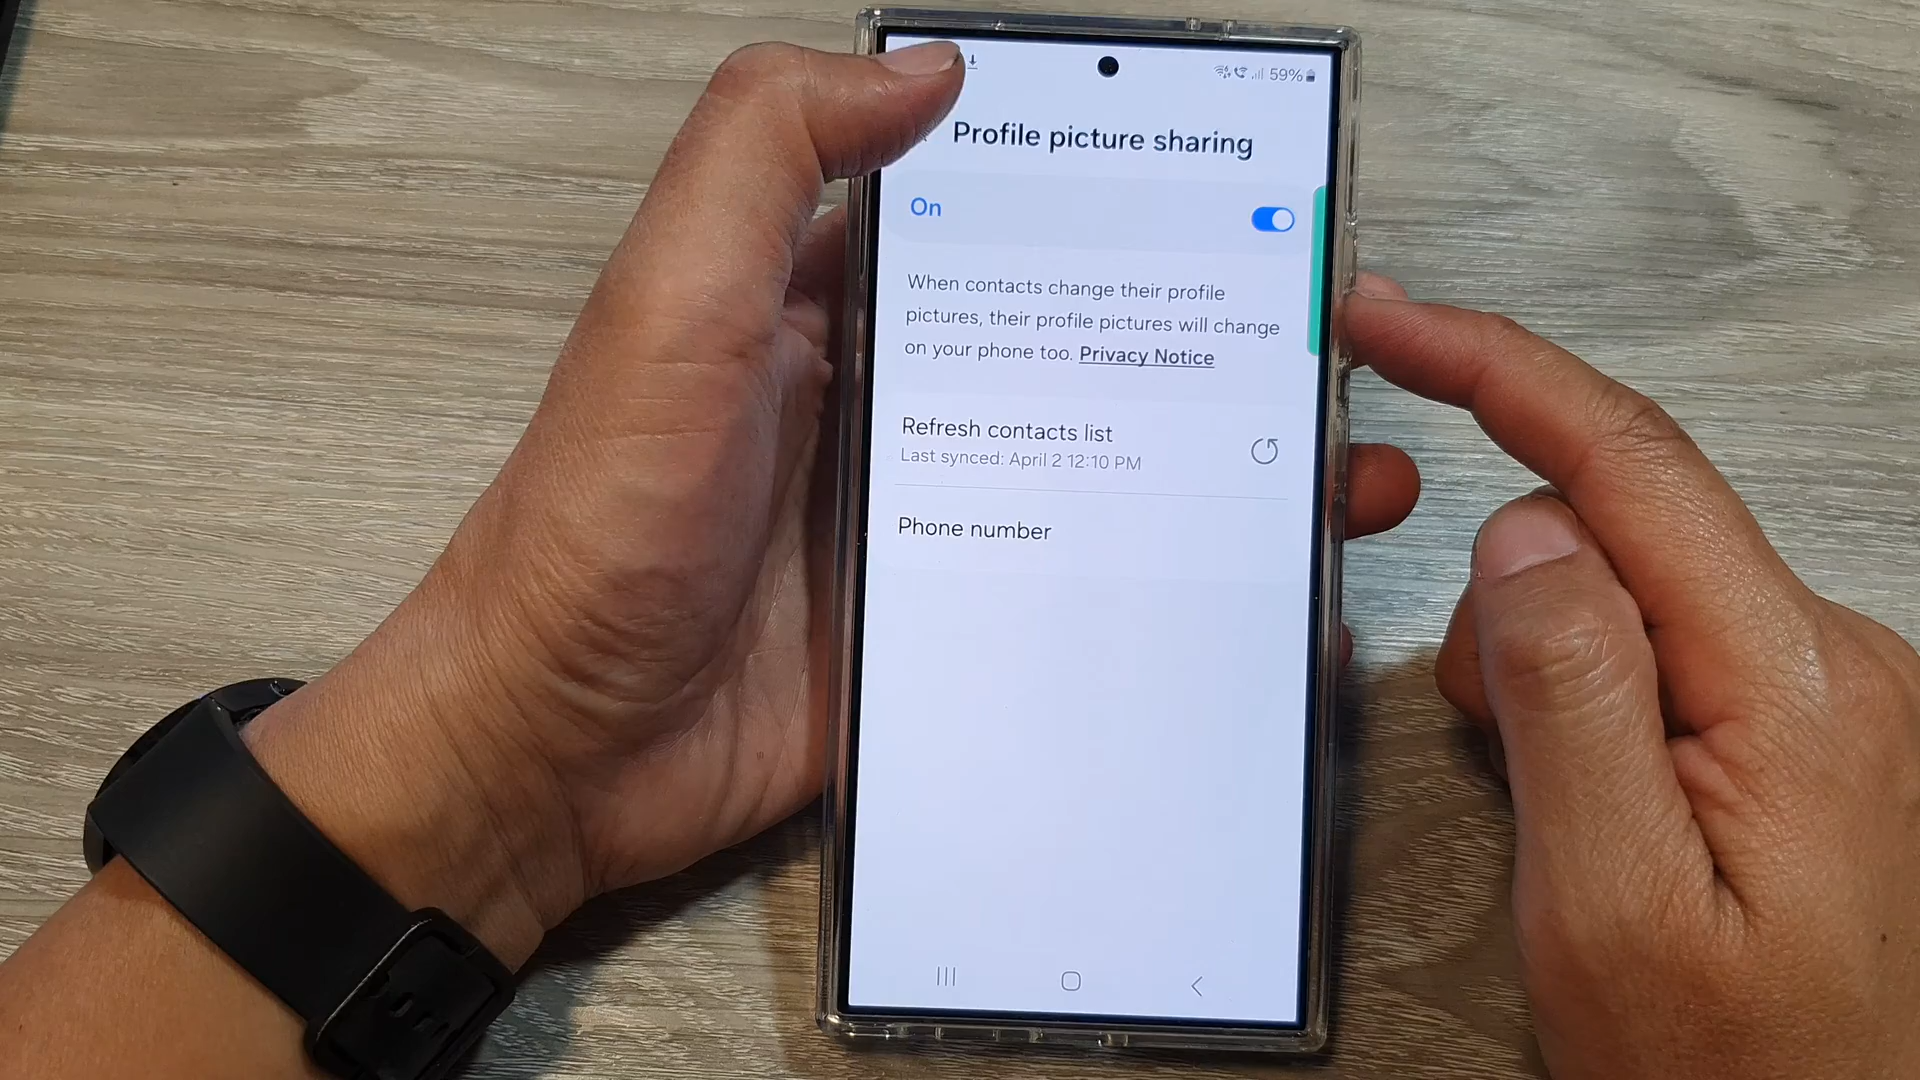 59%
Profile picture sharing
On
When contacts change their profile
pictures, their profile pictures will change
on your phone too. Privacy Notice
Refresh contacts list
Last synced: April 2 12:10 PM
Phone number